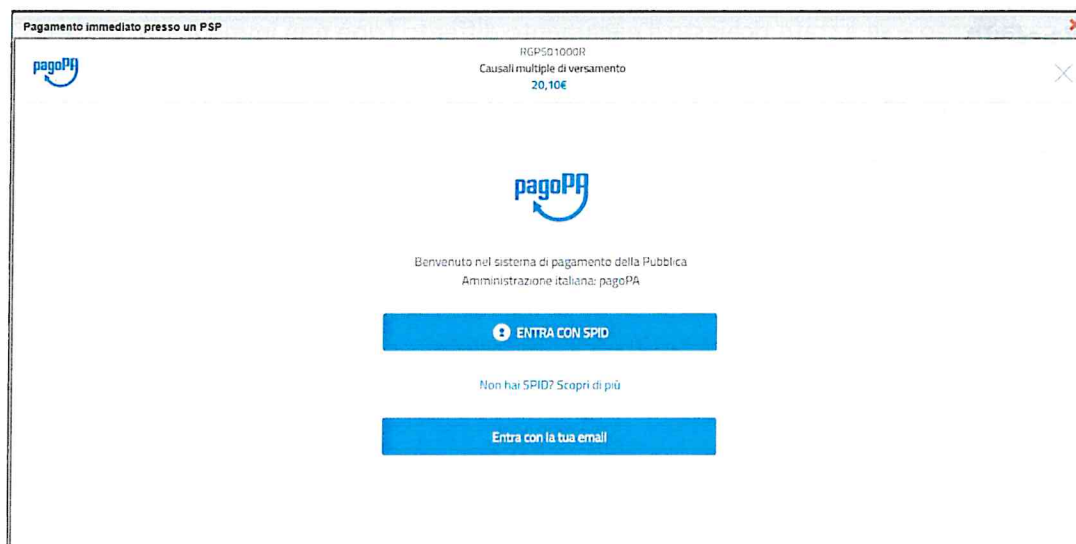 Pagamento immediato presso un PSP
pagoPA
RGPS01000R
Causali multiple di versamento
20,10€
pagoPA
Benvenuto nel sistema di pagamento della Pubblica
Amministrazione italiana: pagoPA
ENTRA CON SPID
Non hai SPID? Scopri di più
Entra con la tua email